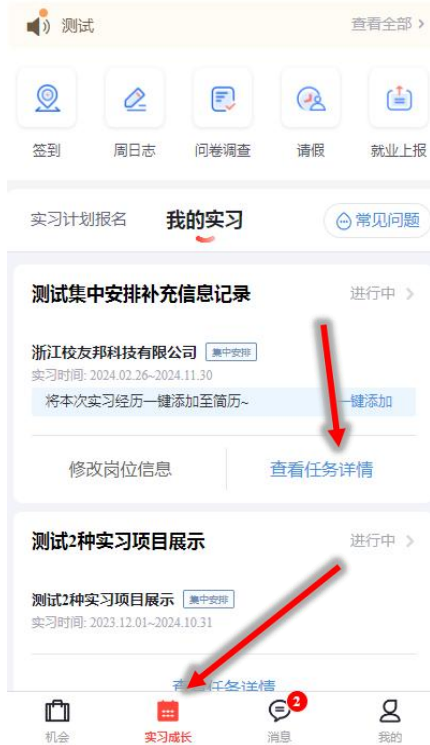 测试
查看全部 >
签到 周日志 问卷调查 请假 就业上报
实习计划报名 我的实习 常见问题
测试集中安排补充信息记录 进行中 >
浙江校友邦科技有限公司 集中安排
实习时间: 2024.02.26~2024.11.30
将本次实习经历一键添加至简历~ 一键添加
修改岗位信息 查看任务详情
测试2种实习项目展示 进行中 >
测试2种实习项目展示 集中安排
实习时间: 2023.12.01~2024.10.31
查看任务详情
2
机会 实习成长 消息 我的